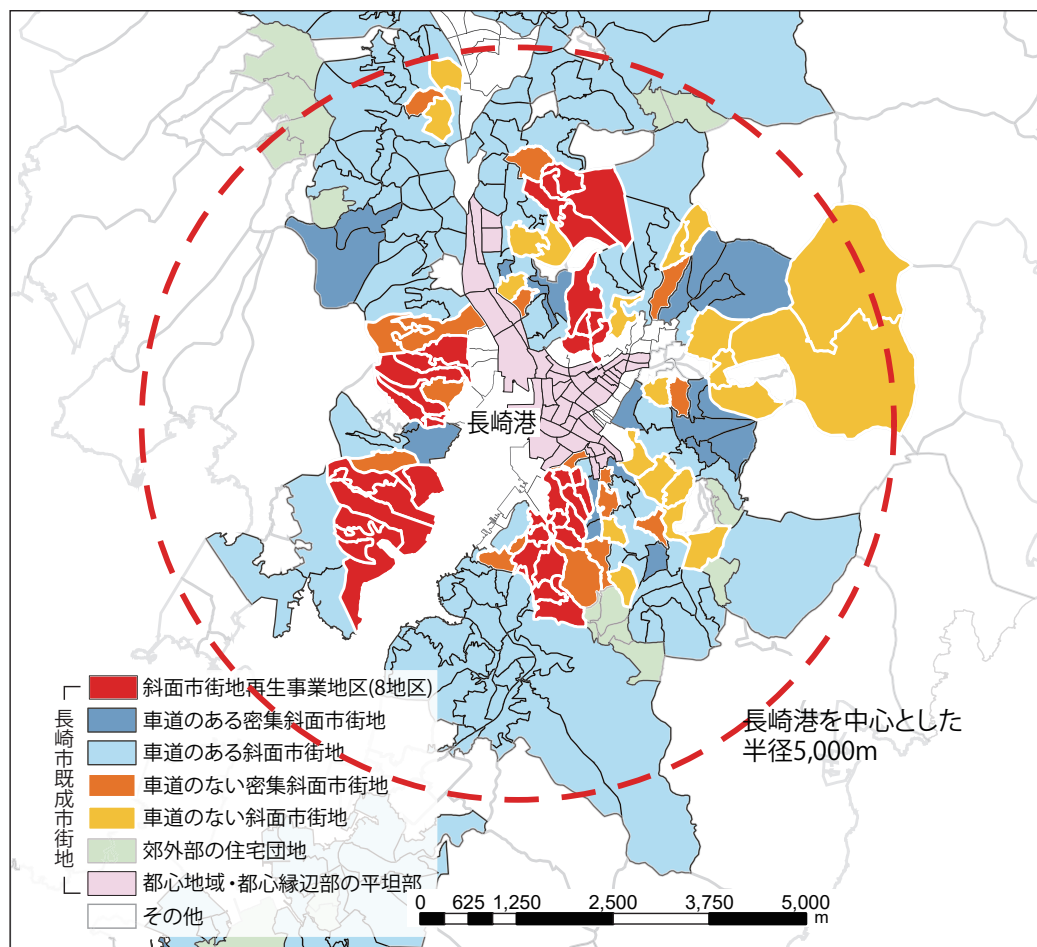 長崎港
斜面市街地再生事業地区(8地区)
車道のある密集斜面市街地
車道のある斜面市街地
車道のない密集斜面市街地
車道のない斜面市街地
郊外部の住宅団地
都心地域・都心縁辺部の平坦部
その他
長崎市既成市街地
長崎港を中心とした
半径5,000m
0 625 1,250 2,500 3,750 5,000
m